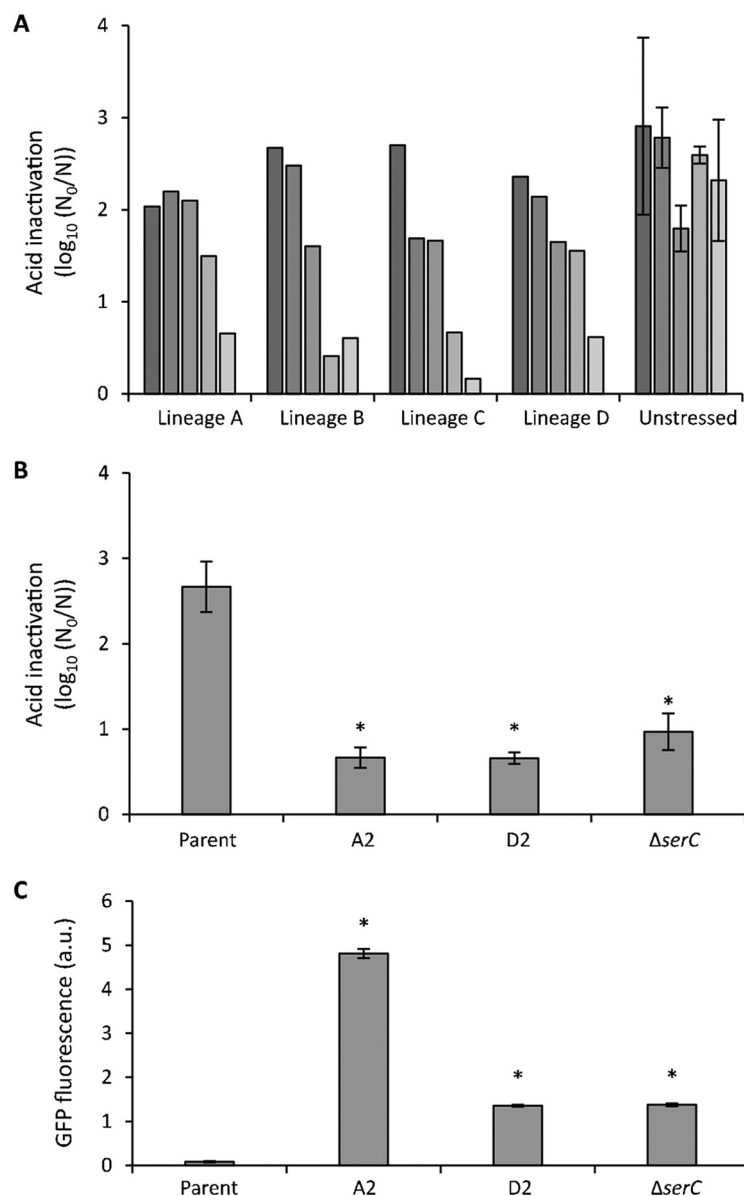 A
Acid inactivation
(log₁₀ (N₀/N))
4
3
2
1
0
Lineage A Lineage B Lineage C Lineage D Unstressed
B
Acid inactivation
(log₁₀ (N₀/N))
4
3
2
1
0
*
*
*
Parent A2 D2 ΔserC
C
GFP fluorescence (a.u.)
6
5
4
3
2
1
0
*
*
*
Parent A2 D2 ΔserC